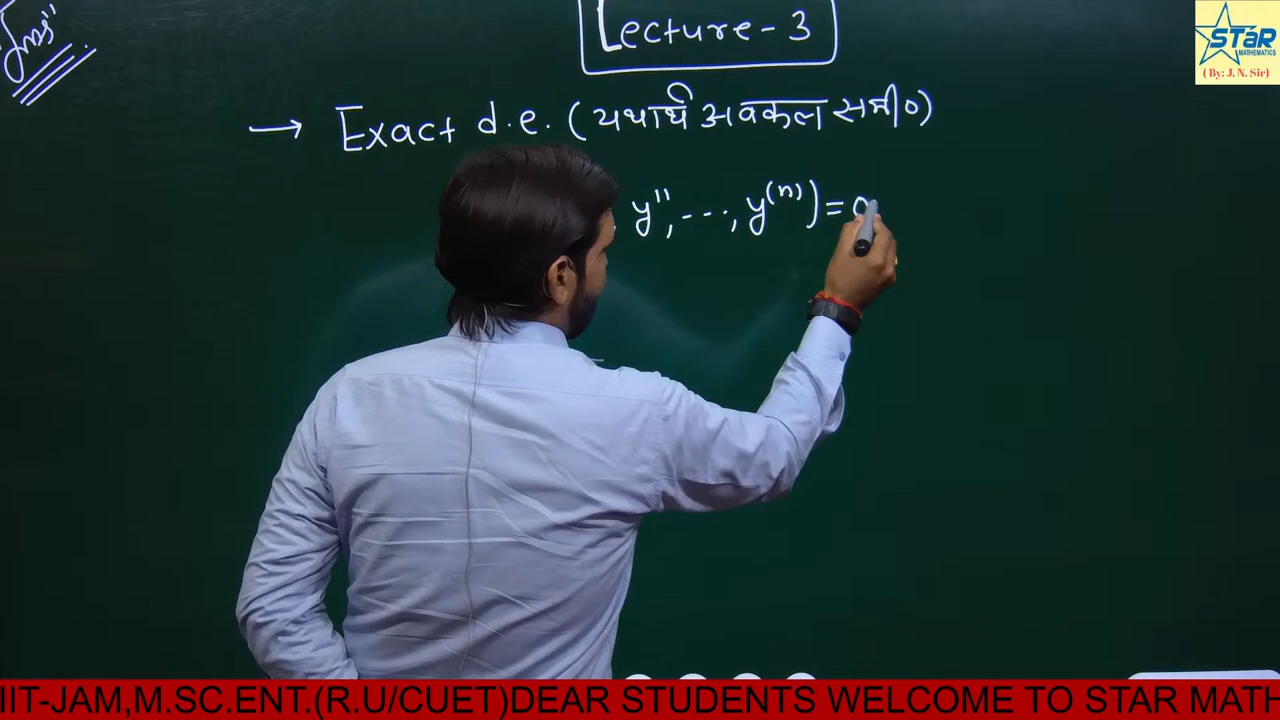 Lecture - 3
→ Exact d.e. (यथार्थ अवकल समी०)
y'', ---, y⁽ⁿ⁾) = 0
STaR
MATHEMATICS
( By: J. N. Sir)
IIT-JAM,M.SC.ENT.(R.U/CUET)DEAR STUDENTS WELCOME TO STAR MATH